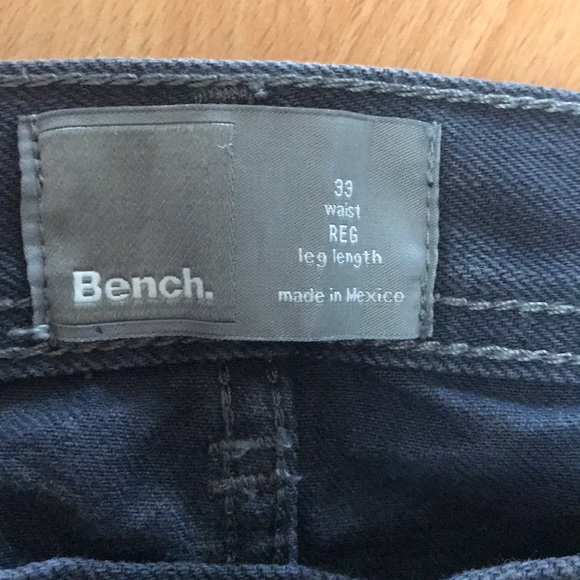 Bench.
33
waist
REG
leg length
made in Mexico